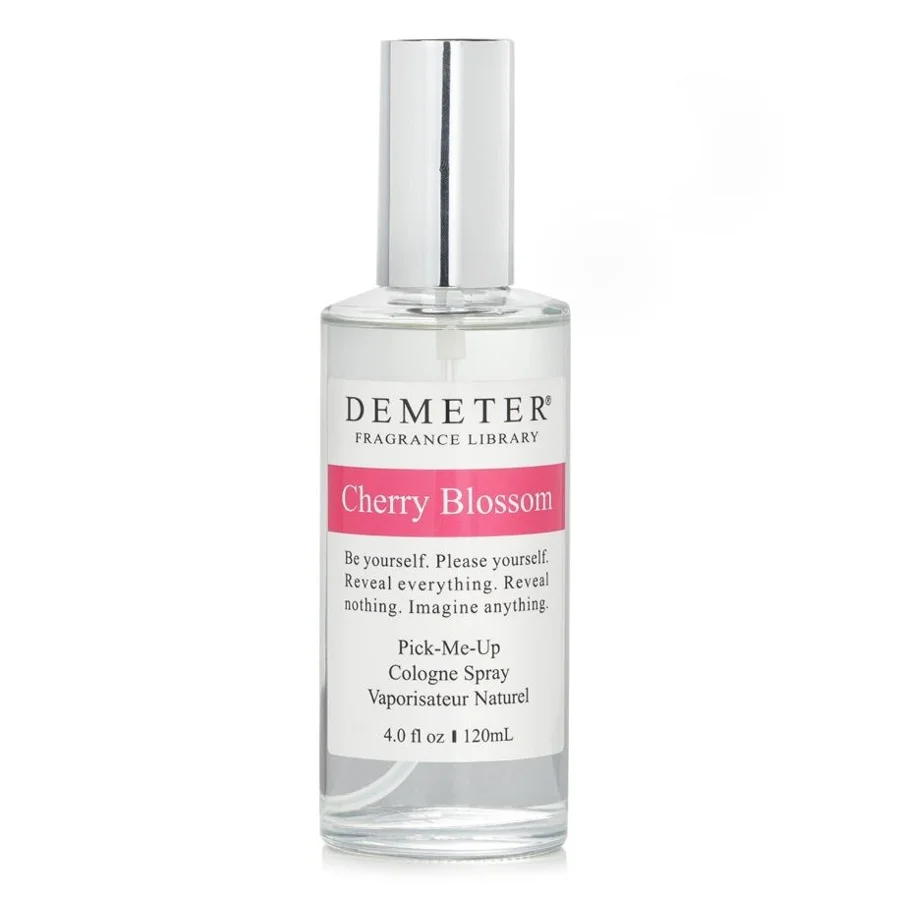 DEMETER®
FRAGRANCE LIBRARY
Cherry Blossom
Be yourself. Please yourself.
Reveal everything. Reveal
nothing. Imagine anything.
Pick-Me-Up
Cologne Spray
Vaporisateur Naturel
4.0 fl oz ❙ 120mL